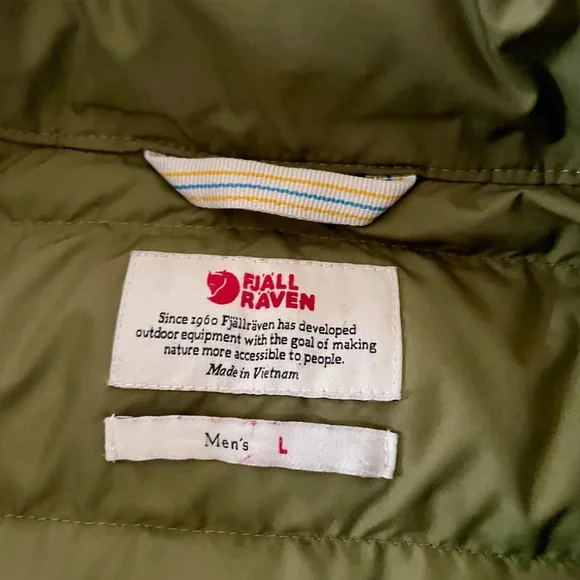 FJÄLL
RÄVEN
Since 1960 Fjällräven has developed
outdoor equipment with the goal of making
nature more accessible to people.
Made in Vietnam
Men's L